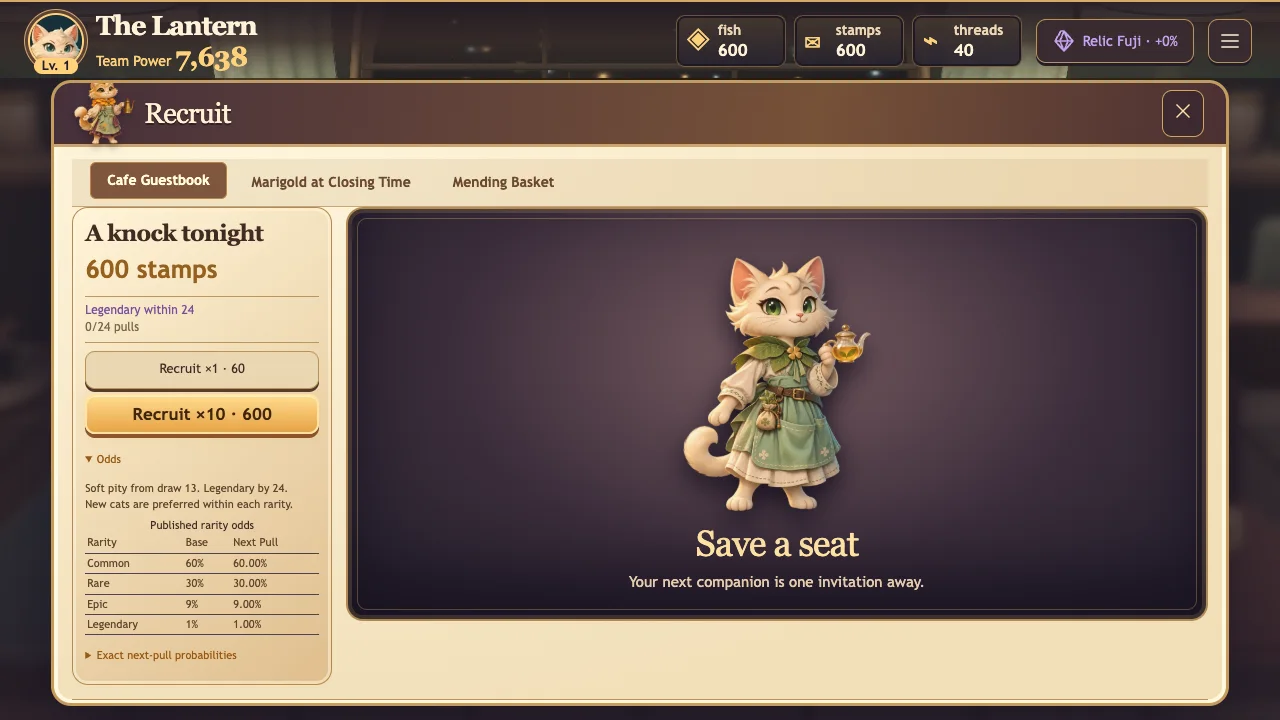 The Lantern
Lv. 1
Team Power 7,638
fish
600
stamps
600
threads
40
Relic Fuji · +0%
Recruit
Cafe Guestbook
Marigold at Closing Time
Mending Basket
A knock tonight
600 stamps
Legendary within 24
0/24 pulls
Recruit ×1 · 60
Recruit ×10 · 600
▼ Odds
Soft pity from draw 13. Legendary by 24.
New cats are preferred within each rarity.
Published rarity odds
Rarity Base Next Pull
Common 60% 60.00%
Rare 30% 30.00%
Epic 9% 9.00%
Legendary 1% 1.00%
▶ Exact next-pull probabilities
Save a seat
Your next companion is one invitation away.